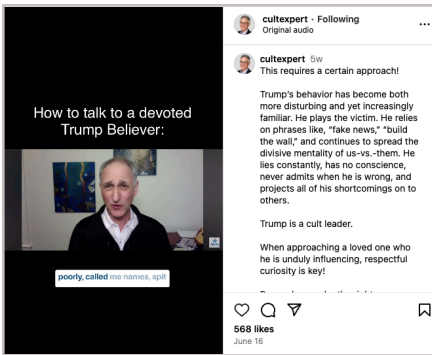 How to talk to a devoted
Trump Believer:
poorly, called me names, spit
cultexpert · Following
Original audio
cultexpert 5w
This requires a certain approach!
Trump's behavior has become both
more disturbing and yet increasingly
familiar. He plays the victim. He relies
on phrases like, "fake news," "build
the wall," and continues to spread the
divisive mentality of us-vs.-them. He
lies constantly, has no conscience,
never admits when he is wrong, and
projects all of his shortcomings on to
others.
Trump is a cult leader.
When approaching a loved one who
he is unduly influencing, respectful
curiosity is key!
568 likes
June 16